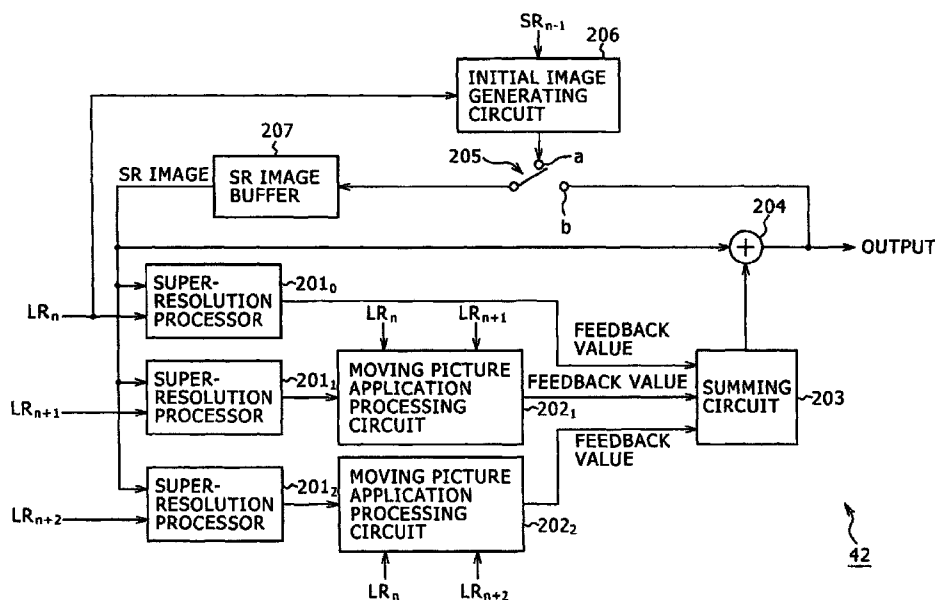 SRn-1
206
INITIAL IMAGE
GENERATING
CIRCUIT
207
205
a
SR IMAGE
SR IMAGE
BUFFER
b
204
+
OUTPUT
SUPER-
RESOLUTION
PROCESSOR
2010
LRn
LRn
LRn+1
FEEDBACK
VALUE
SUPER-
RESOLUTION
PROCESSOR
2011
MOVING PICTURE
APPLICATION
PROCESSING
CIRCUIT
FEEDBACK VALUE
SUMMING
CIRCUIT
203
LRn+1
2021
FEEDBACK
VALUE
SUPER-
RESOLUTION
PROCESSOR
2012
MOVING PICTURE
APPLICATION
PROCESSING
CIRCUIT
LRn+2
2022
LRn
LRn+2
42